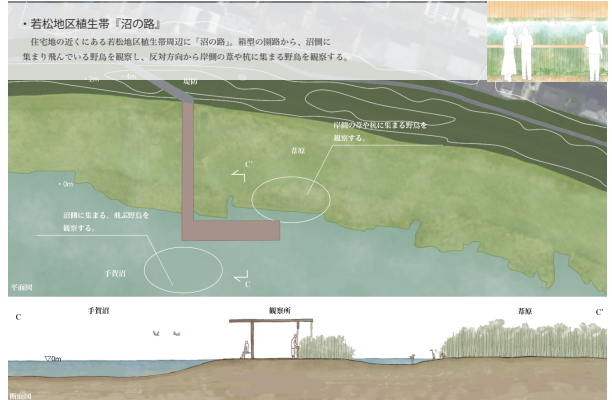 ・若松地区植生帯『沼の路』
住宅地の近くにある若松地区植生帯周辺に『沼の路』。箱型の園路から、沼側に
集まり飛んでいる野鳥を観察し、反対方向から岸側の葦や杭に集まる野鳥を観察する。
現防
岸側の葦や杭に集まる野鳥を
観察する。
葦原
C'
・0m
沼側に集まる、飛ぶ野鳥を
観察する。
手賀沼
C
平面図
C
手賀沼
観察所
葦原
C'
▽0m
断面図